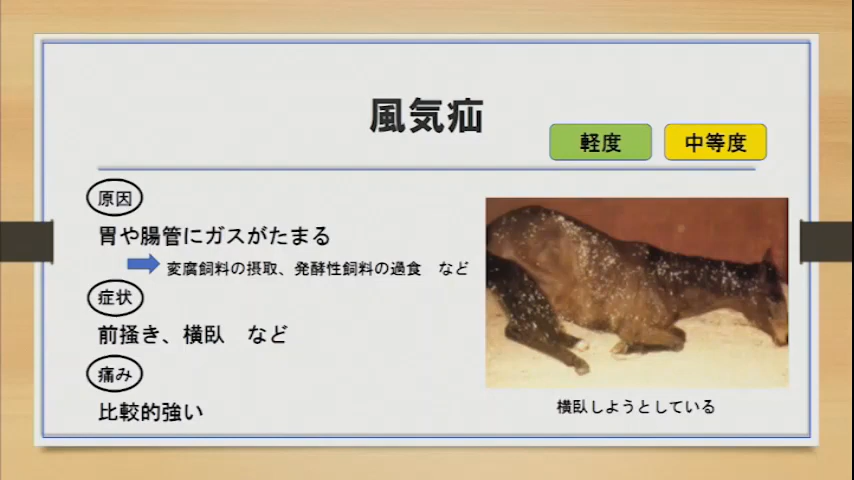 風気疝
軽度
中等度
原因
胃や腸管にガスがたまる
変腐飼料の摂取、発酵性飼料の過食　など
症状
前掻き、横臥　など
痛み
比較的強い
横臥しようとしている